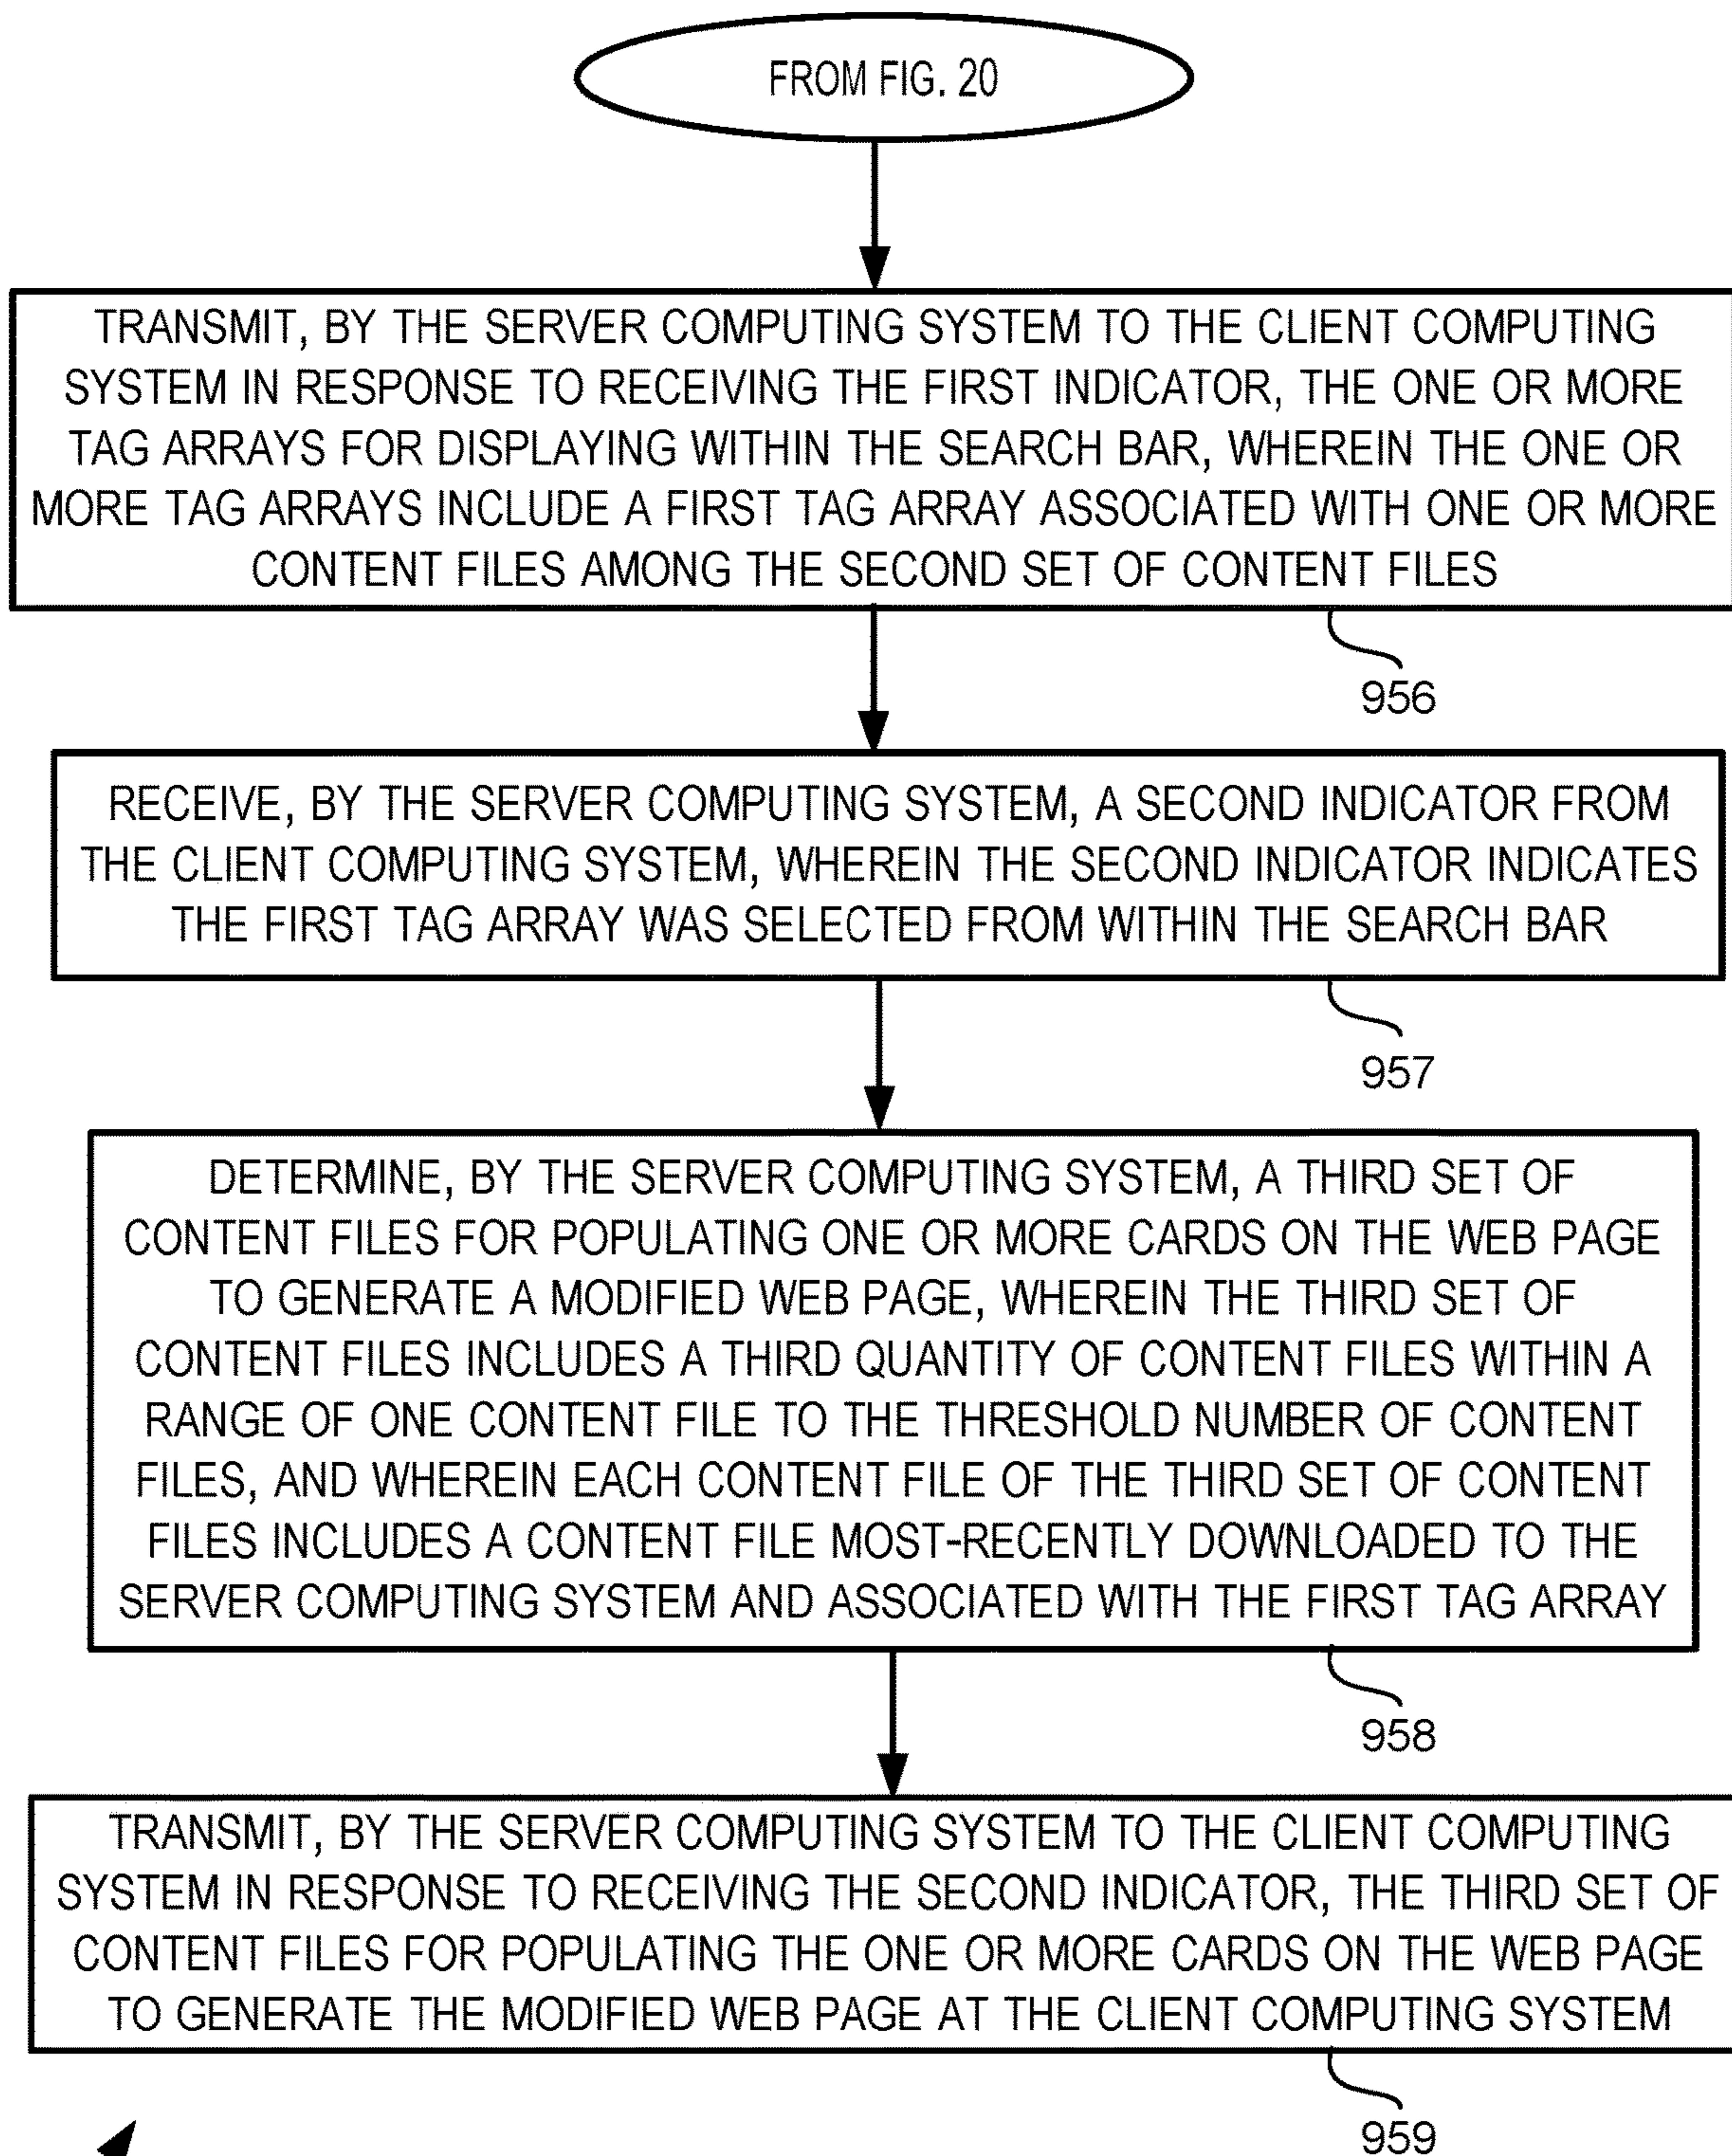 FROM FIG. 20
TRANSMIT, BY THE SERVER COMPUTING SYSTEM TO THE CLIENT COMPUTING
SYSTEM IN RESPONSE TO RECEIVING THE FIRST INDICATOR, THE ONE OR MORE
TAG ARRAYS FOR DISPLAYING WITHIN THE SEARCH BAR, WHEREIN THE ONE OR
MORE TAG ARRAYS INCLUDE A FIRST TAG ARRAY ASSOCIATED WITH ONE OR MORE
CONTENT FILES AMONG THE SECOND SET OF CONTENT FILES
956
RECEIVE, BY THE SERVER COMPUTING SYSTEM, A SECOND INDICATOR FROM
THE CLIENT COMPUTING SYSTEM, WHEREIN THE SECOND INDICATOR INDICATES
THE FIRST TAG ARRAY WAS SELECTED FROM WITHIN THE SEARCH BAR
957
DETERMINE, BY THE SERVER COMPUTING SYSTEM, A THIRD SET OF
CONTENT FILES FOR POPULATING ONE OR MORE CARDS ON THE WEB PAGE
TO GENERATE A MODIFIED WEB PAGE, WHEREIN THE THIRD SET OF
CONTENT FILES INCLUDES A THIRD QUANTITY OF CONTENT FILES WITHIN A
RANGE OF ONE CONTENT FILE TO THE THRESHOLD NUMBER OF CONTENT
FILES, AND WHEREIN EACH CONTENT FILE OF THE THIRD SET OF CONTENT
FILES INCLUDES A CONTENT FILE MOST-RECENTLY DOWNLOADED TO THE
SERVER COMPUTING SYSTEM AND ASSOCIATED WITH THE FIRST TAG ARRAY
958
TRANSMIT, BY THE SERVER COMPUTING SYSTEM TO THE CLIENT COMPUTING
SYSTEM IN RESPONSE TO RECEIVING THE SECOND INDICATOR, THE THIRD SET OF
CONTENT FILES FOR POPULATING THE ONE OR MORE CARDS ON THE WEB PAGE
TO GENERATE THE MODIFIED WEB PAGE AT THE CLIENT COMPUTING SYSTEM
959